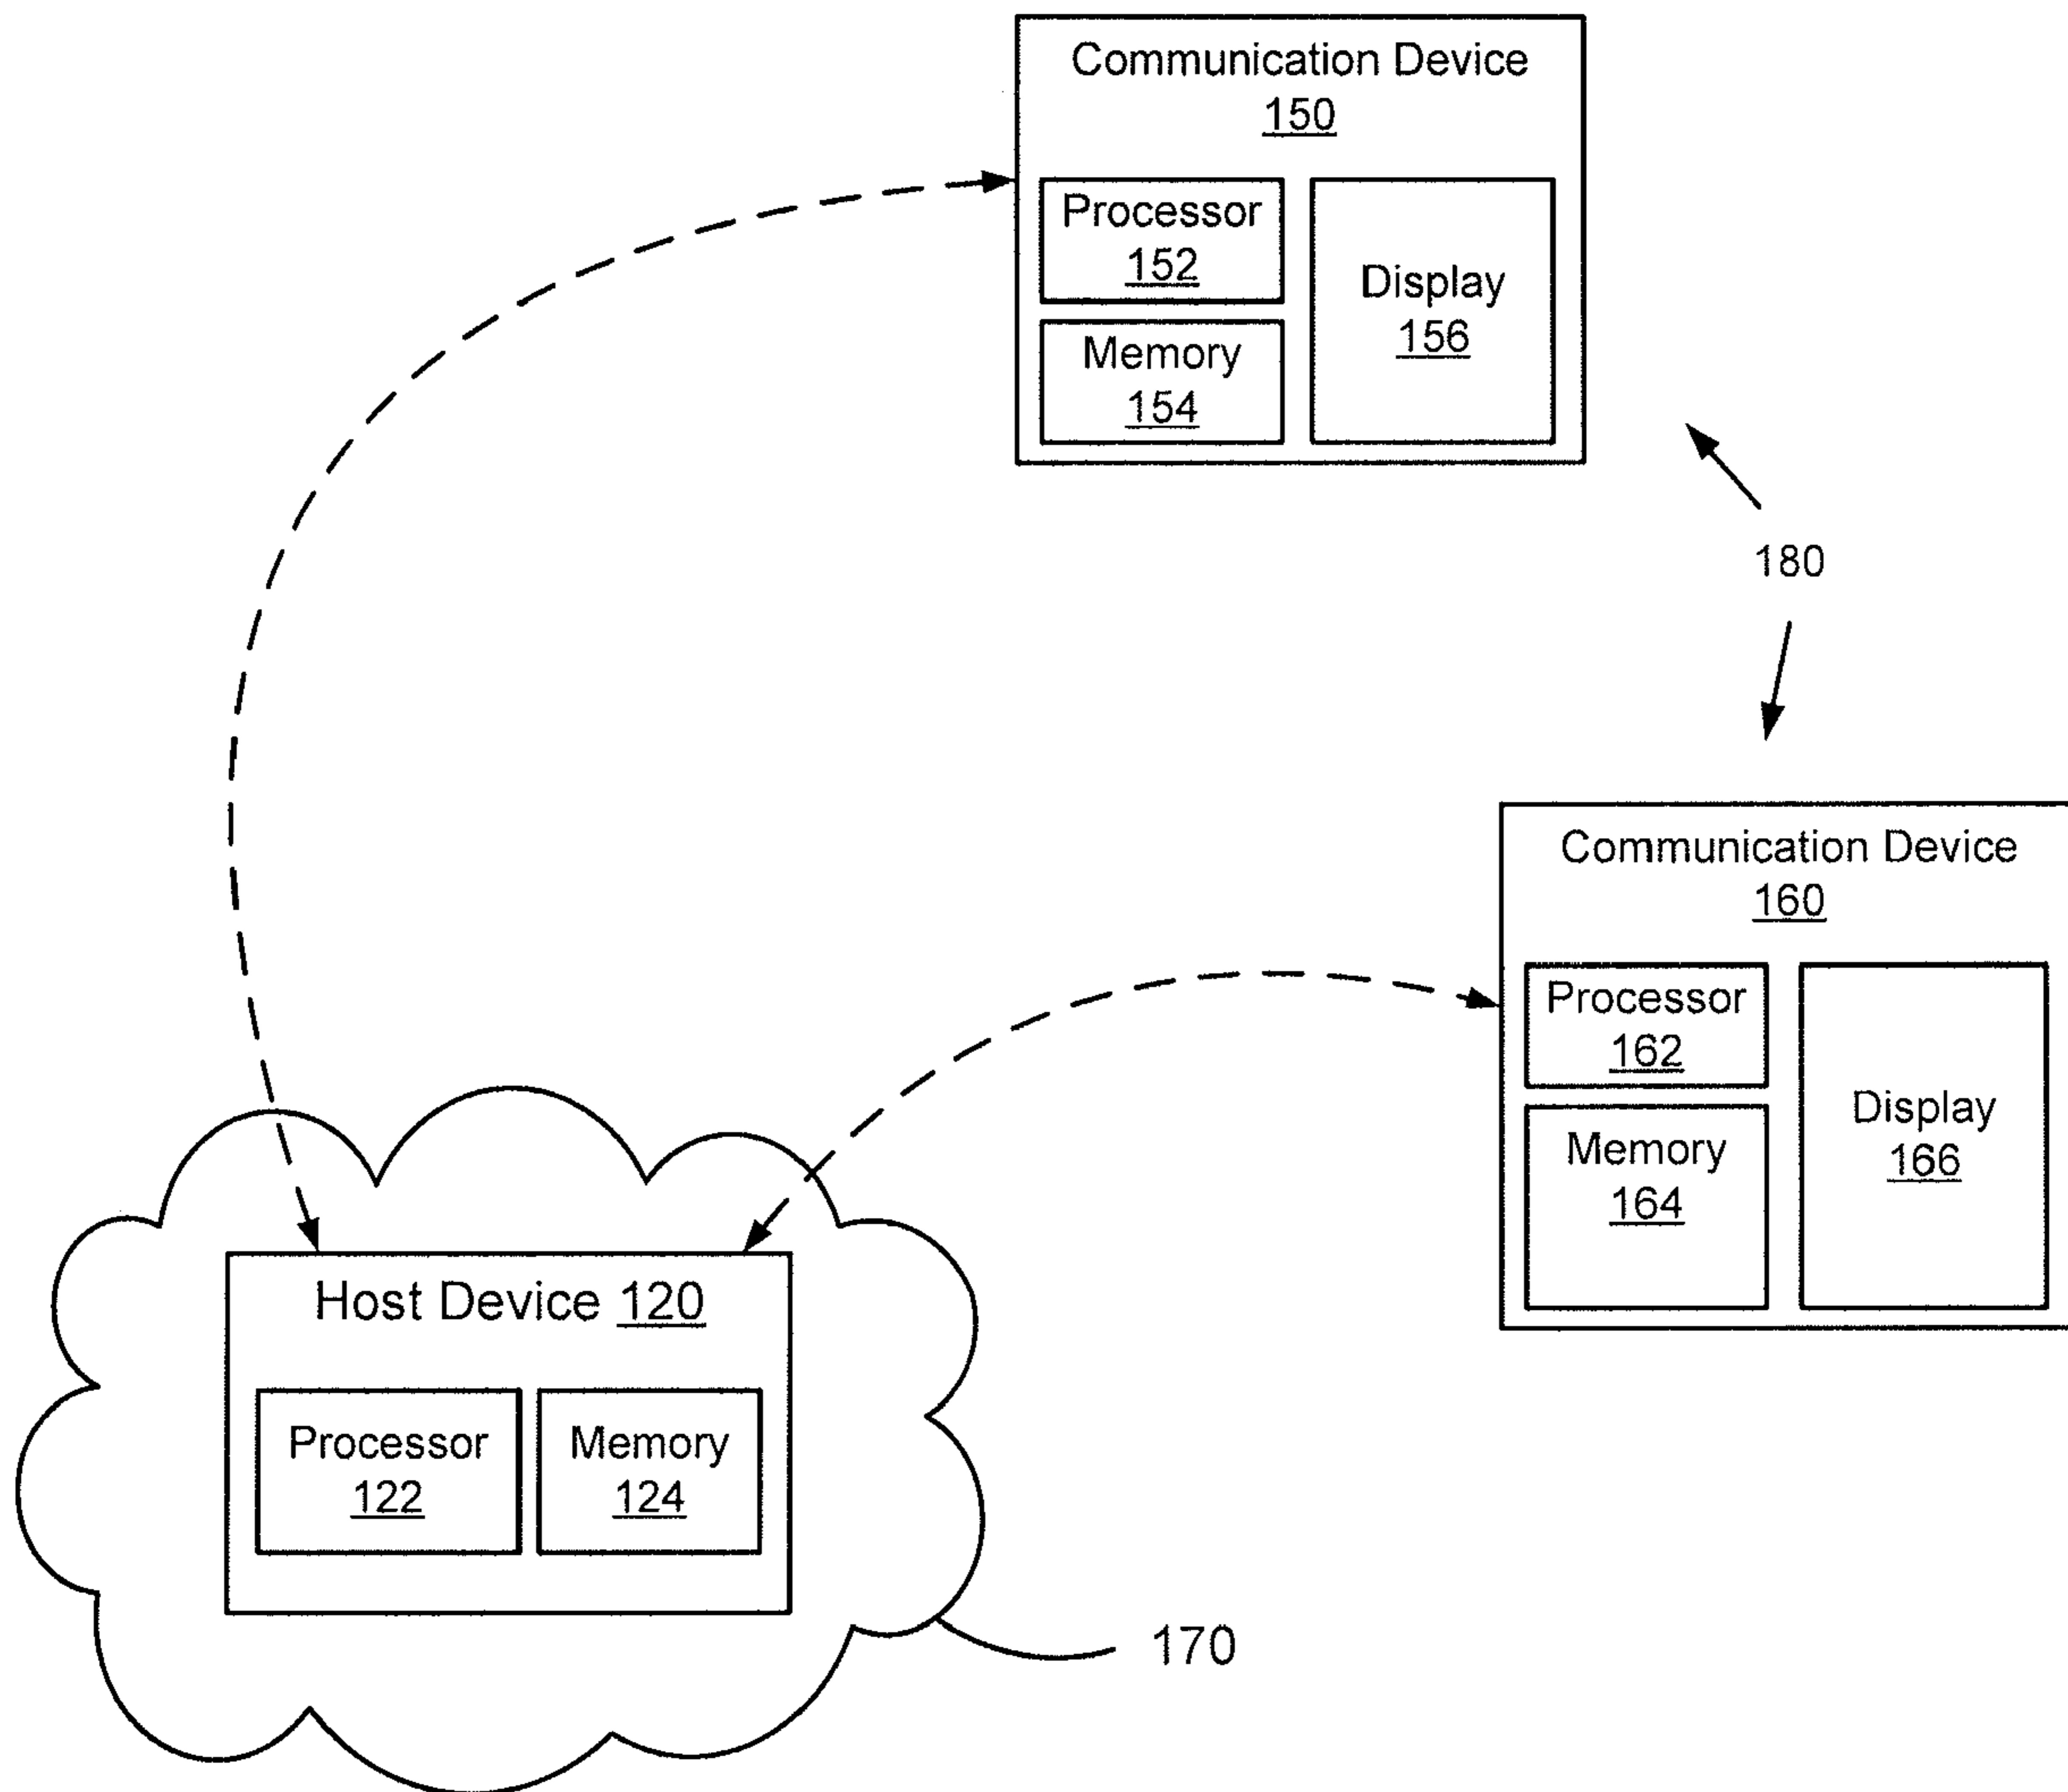 Communication Device
150
Processor
152
Memory
154
Display
156
180
Communication Device
160
Processor
162
Memory
164
Display
166
Host Device 120
Processor
122
Memory
124
170